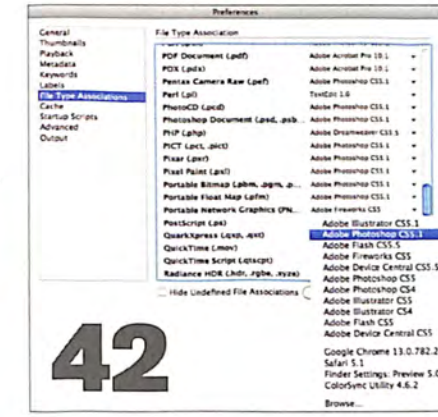 Preferences
General
Thumbnails
Playback
Metadata
Keywords
Labels
File Type Associations
Cache
Startup Scripts
Advanced
Output
File Type Association
PDF Document (.pdf) Adobe Acrobat Pro 10.1
PDX (.pdx) Adobe Acrobat Pro 10.1
Pentax Camera Raw (.pef) Adobe Photoshop CS5.1
Perl (.pl) TextEdit 1.6
PhotoCD (.pcd) Adobe Photoshop CS5.1
Photoshop Document (.psd, .psb... Adobe Photoshop CS5.1
PHP (.php) Adobe Dreamweaver CS5.5
PICT (.pct, .pict) Adobe Photoshop CS5.1
Pixar (.pxr) Adobe Photoshop CS5.1
Pixel Paint (.pxi) Adobe Photoshop CS5.1
Portable Bitmap (.pbm, .pgm, .p... Adobe Photoshop CS5.1
Portable Float Map (.pfm) Adobe Photoshop CS5.1
Portable Network Graphics (PN... Adobe Fireworks CS5
PostScript (.ps)
QuarkXpress (.qxp, .qxt)
QuickTime (.mov)
QuickTime Script (.qtscpt)
Radiance HDR (.hdr, .rgbe, .xyze)
Adobe Illustrator CS5.1
Adobe Photoshop CS5.1
Adobe Flash CS5.5
Adobe Fireworks CS5
Adobe Device Central CS5.5
Adobe Photoshop CS5
Adobe Photoshop CS4
Adobe Illustrator CS5
Adobe Illustrator CS4
Adobe Flash CS5
Adobe Device Central CS5
Google Chrome 13.0.782.2
Safari 5.1
Finder Settings: Preview 5.0
ColorSync Utility 4.6.2
Browse...
Hide Undefined File Associations
42